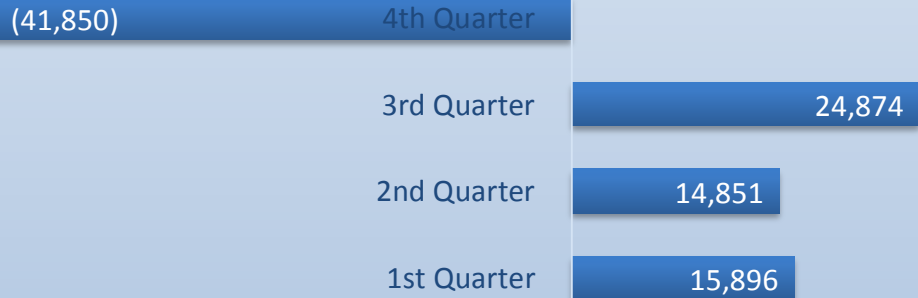 (41,850) 4th Quarter
3rd Quarter 24,874
2nd Quarter 14,851
1st Quarter 15,896